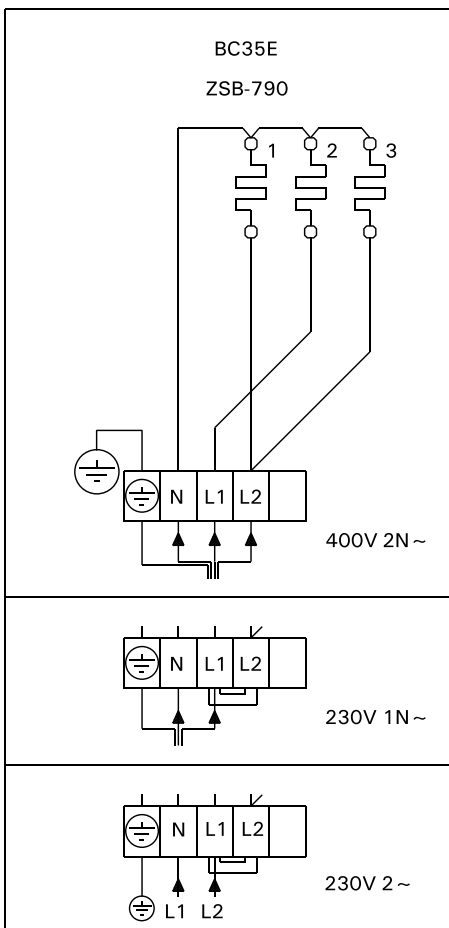 BC35E
ZSB-790
1 2 3
N L1 L2
400V 2N~
N L1 L2
230V 1N~
N L1 L2
230V 2~
L1 L2